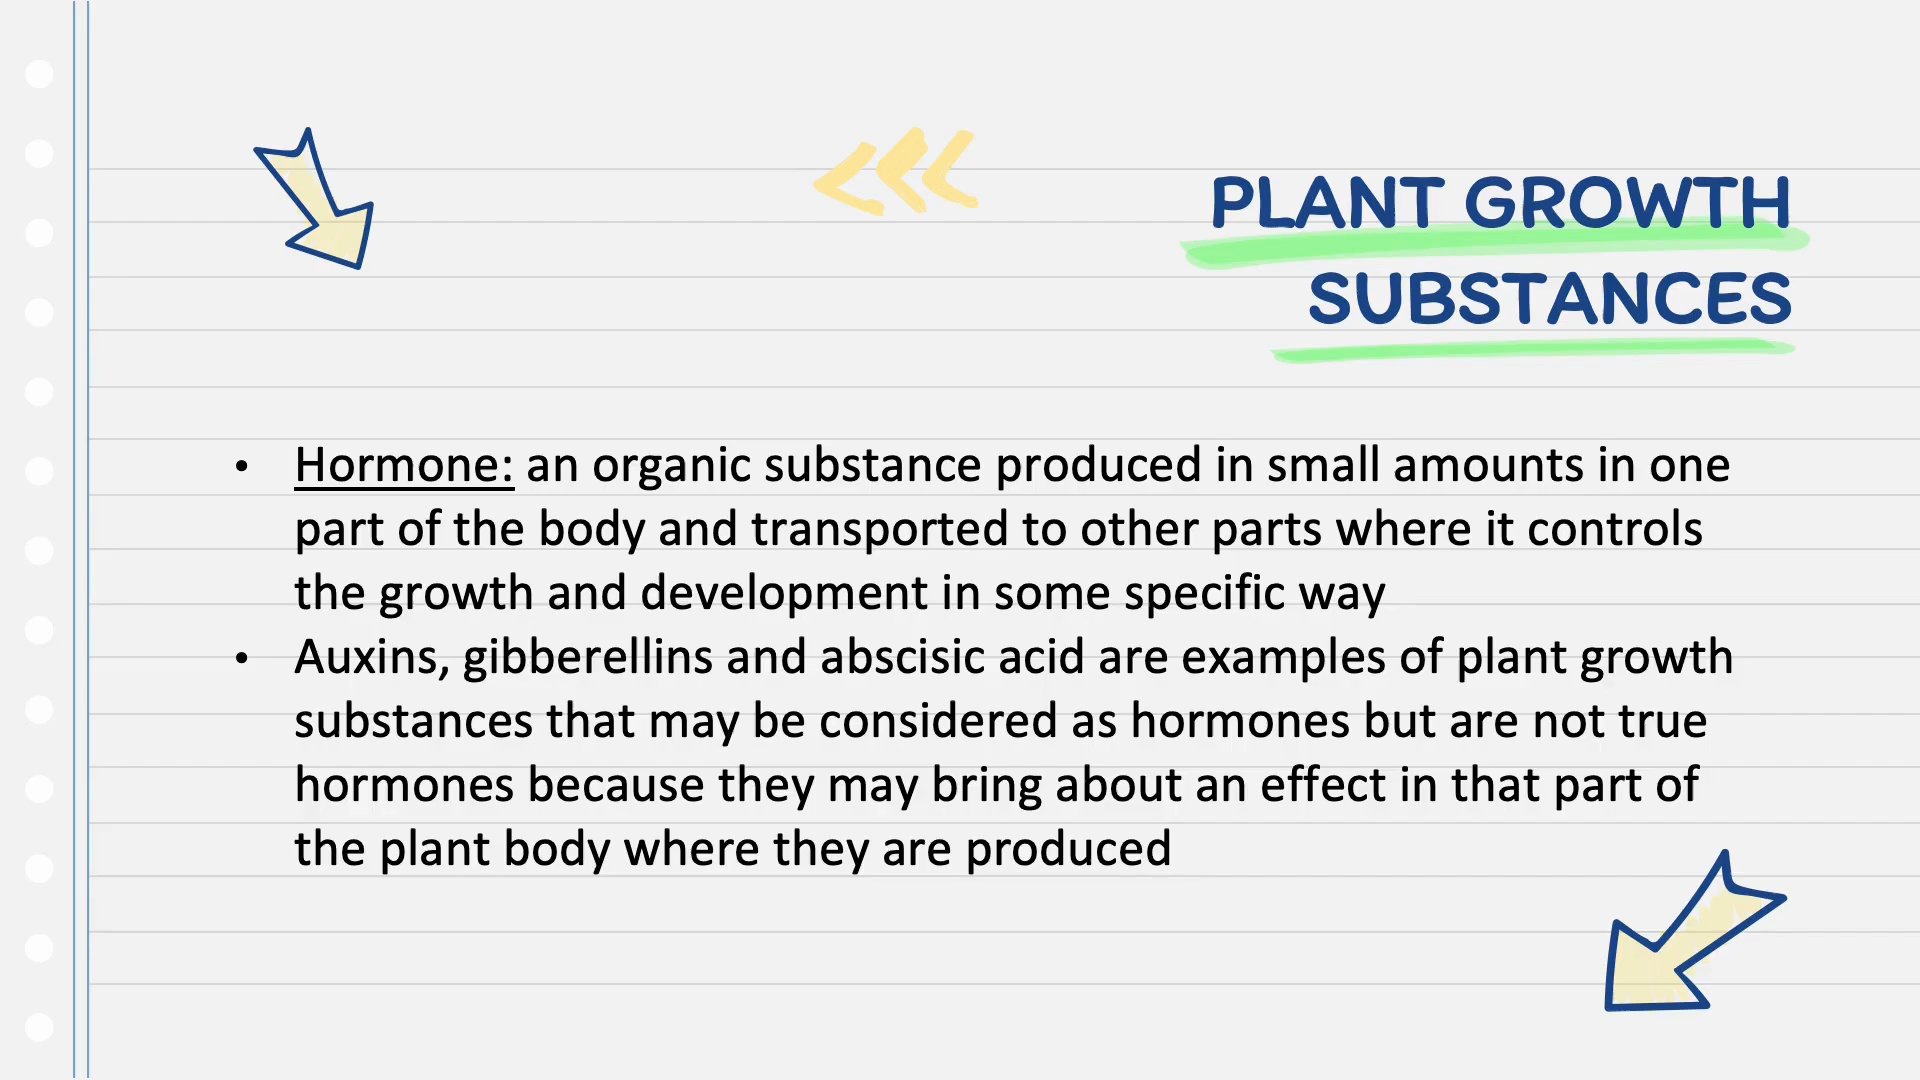 PLANT GROWTH
SUBSTANCES
• Hormone: an organic substance produced in small amounts in one
part of the body and transported to other parts where it controls
the growth and development in some specific way
• Auxins, gibberellins and abscisic acid are examples of plant growth
substances that may be considered as hormones but are not true
hormones because they may bring about an effect in that part of
the plant body where they are produced